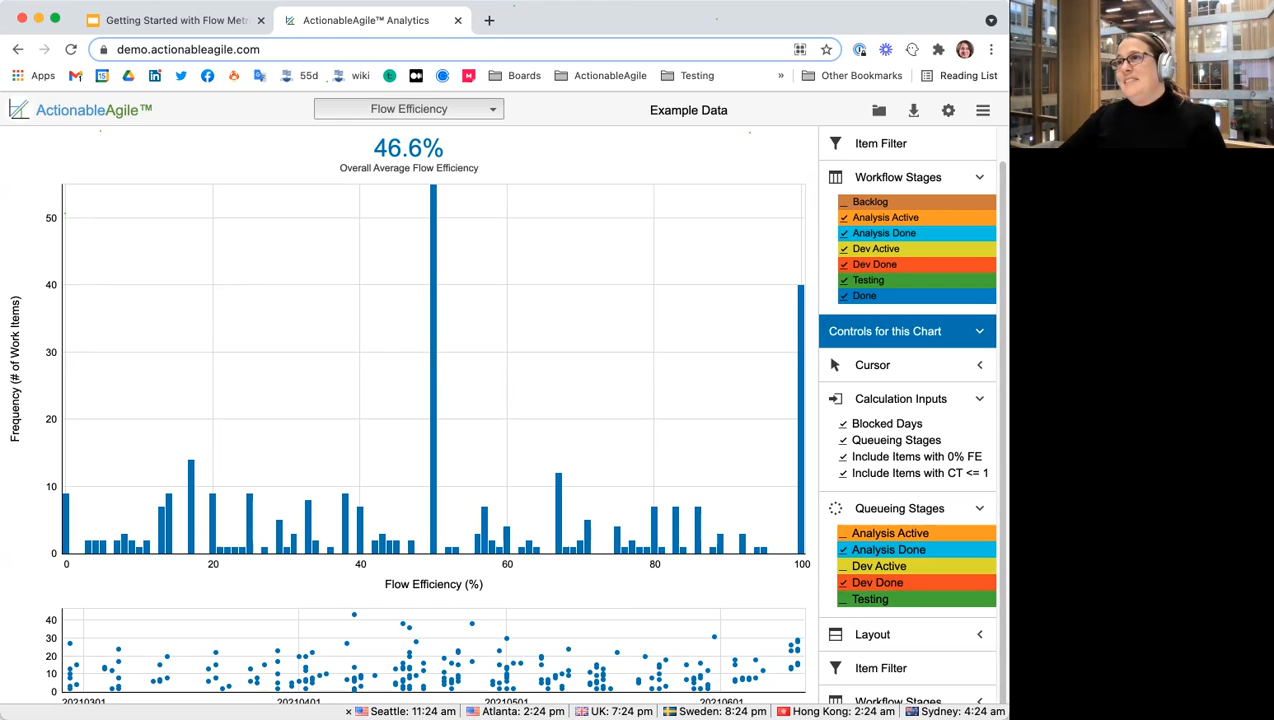 Getting Started with Flow Metr
ActionableAgile™ Analytics
demo.actionableagile.com
Apps
55d
wiki
Boards
ActionableAgile
Testing
»
Other Bookmarks
Reading List
ActionableAgile™
Flow Efficiency
Example Data
46.6%
Overall Average Flow Efficiency
Item Filter
Workflow Stages
Backlog
Analysis Active
Analysis Done
Dev Active
Dev Done
Testing
Done
Controls for this Chart
Cursor
Calculation Inputs
Blocked Days
Queueing Stages
Include Items with 0% FE
Include Items with CT <= 1
Queueing Stages
Analysis Active
Analysis Done
Dev Active
Dev Done
Testing
Layout
Item Filter
Workflow Stages
Frequency (# of Work Items)
50
40
30
20
10
0
0 20 40 60 80 100
Flow Efficiency (%)
40
30
20
10
0
20210301 20210401 20210501 20210601
× Seattle: 11:24 am Atlanta: 2:24 pm UK: 7:24 pm Sweden: 8:24 pm Hong Kong: 2:24 am Sydney: 4:24 am